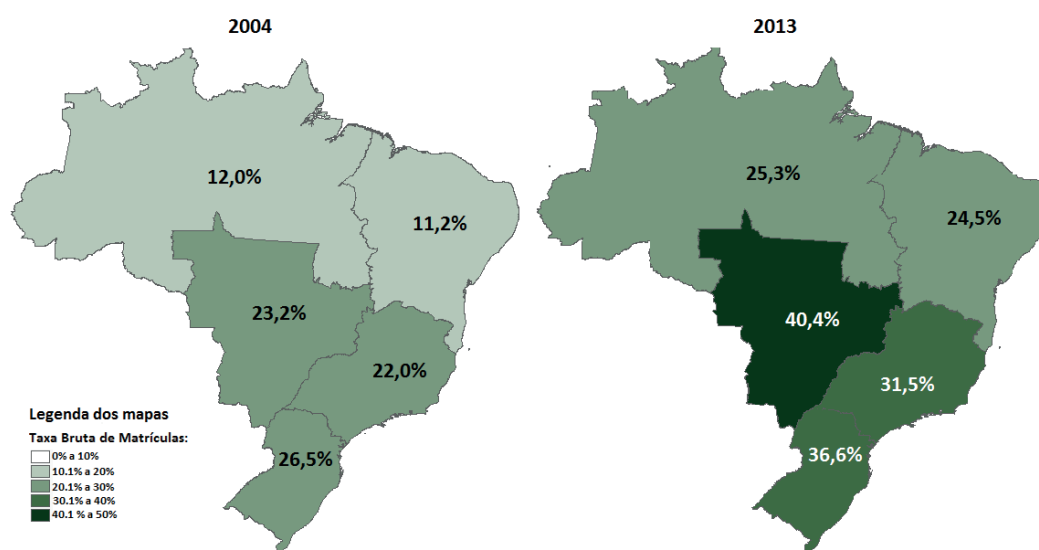 2004
2013
12,0%
11,2%
23,2%
22,0%
26,5%
25,3%
24,5%
40,4%
31,5%
36,6%
Legenda dos mapas
Taxa Bruta de Matrículas:
0% a 10%
10.1% a 20%
20.1% a 30%
30.1% a 40%
40.1 % a 50%